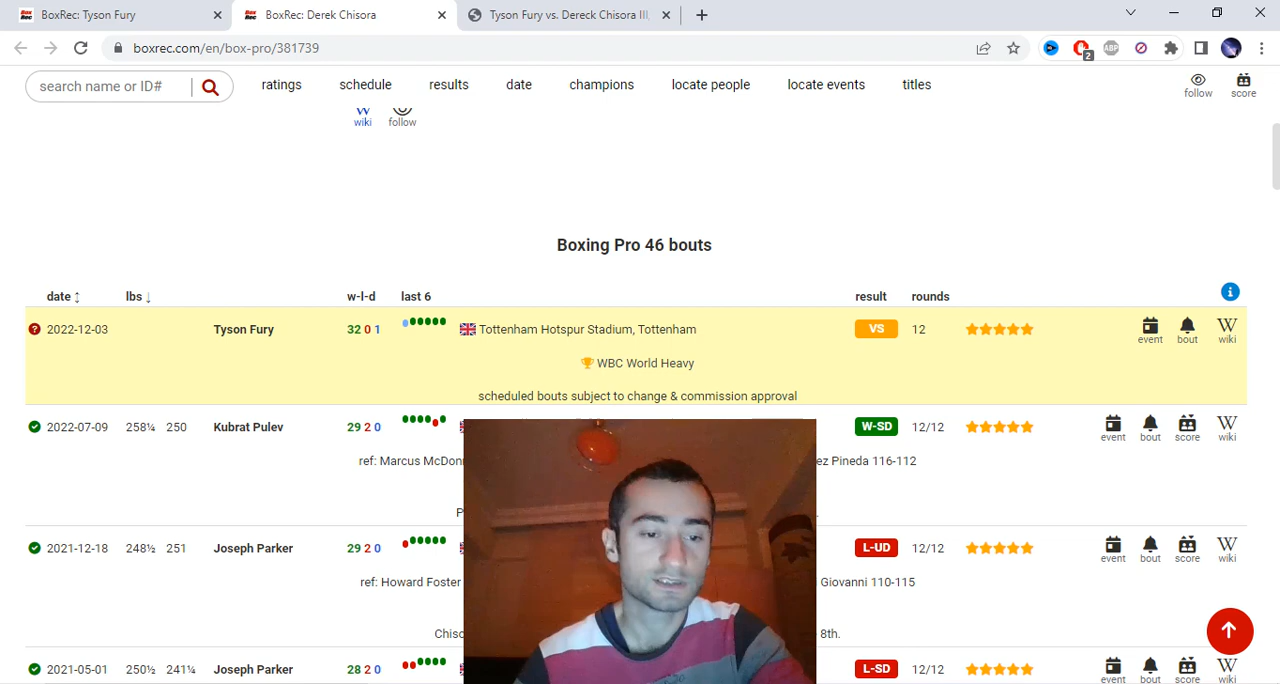 BoxRec: Tyson Fury
BoxRec: Derek Chisora
Tyson Fury vs. Dereck Chisora III,
boxrec.com/en/box-pro/381739
2
ABP
search name or ID#
ratings
schedule
results
date
champions
locate people
locate events
titles
follow
score
wiki
follow
Boxing Pro 46 bouts
date lbs w-l-d last 6 result rounds
2022-12-03 Tyson Fury 32 0 1 Tottenham Hotspur Stadium, Tottenham VS 12 event bout wiki
WBC World Heavy
scheduled bouts subject to change & commission approval
2022-07-09 258¼ 250 Kubrat Pulev 29 2 0 W-SD 12/12 event bout score wiki
ref: Marcus McDon ez Pineda 116-112
P
2021-12-18 248½ 251 Joseph Parker 29 2 0 L-UD 12/12 event bout score wiki
ref: Howard Foster Giovanni 110-115
Chiso 8th.
2021-05-01 250½ 241¼ Joseph Parker 28 2 0 L-SD 12/12 event bout score wiki